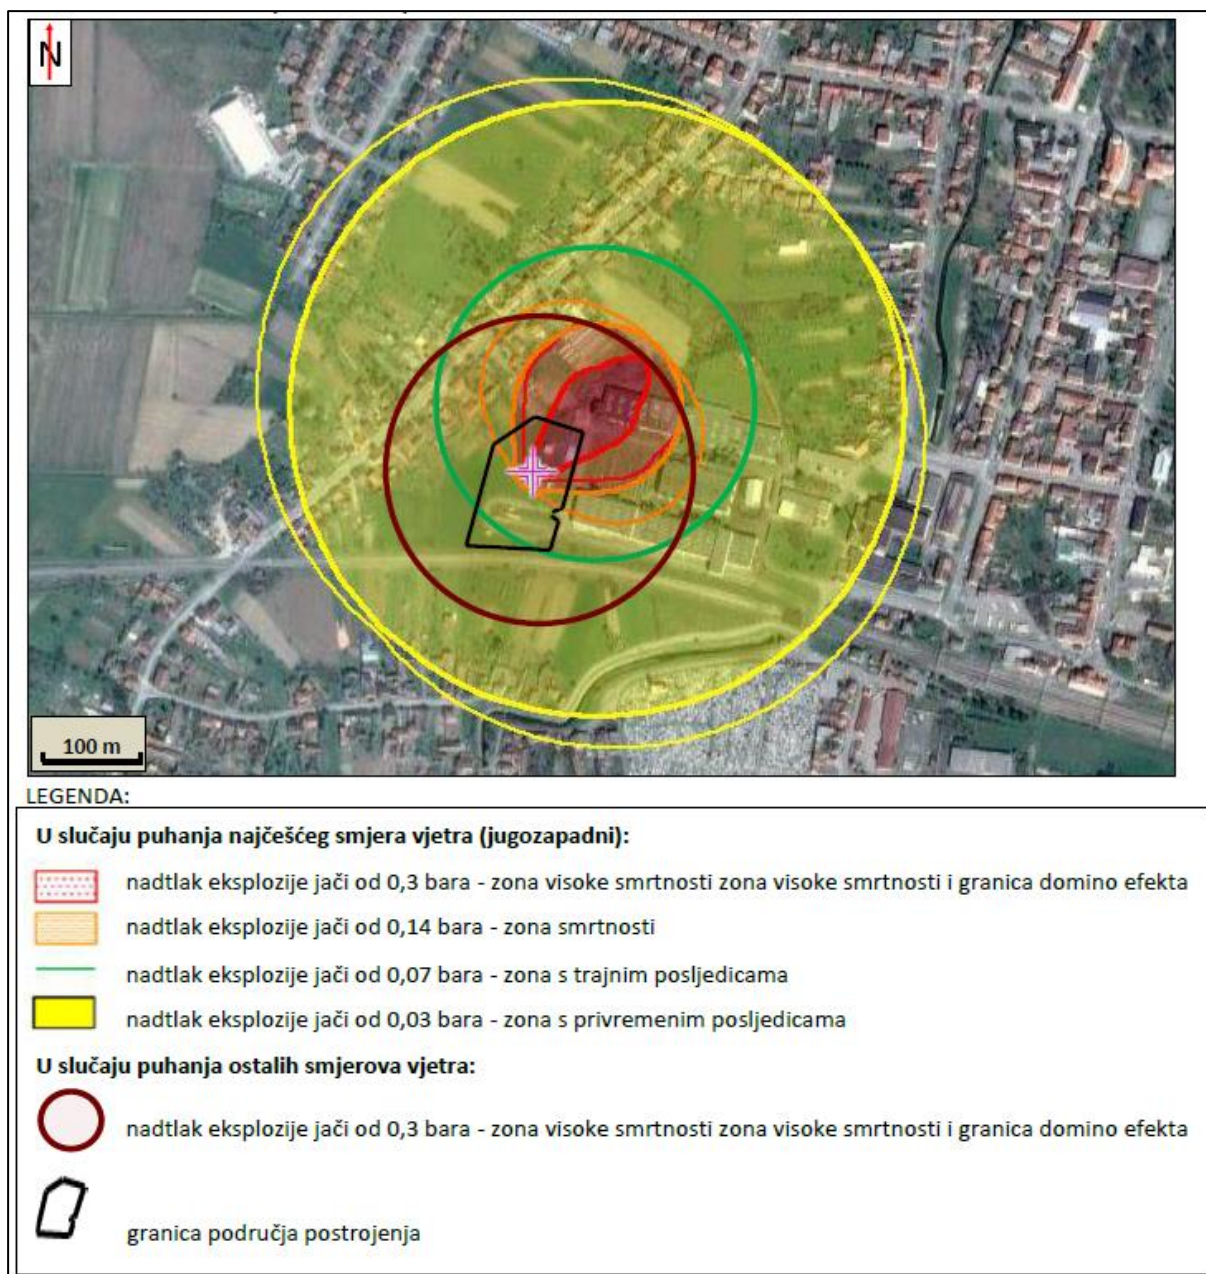 N
100 m
LEGENDA:
U slučaju puhanja najčešćeg smjera vjetra (jugozapadni):
nadtlak eksplozije jači od 0,3 bara - zona visoke smrtnosti zona visoke smrtnosti i granica domino efekta
nadtlak eksplozije jači od 0,14 bara - zona smrtnosti
nadtlak eksplozije jači od 0,07 bara - zona s trajnim posljedicama
nadtlak eksplozije jači od 0,03 bara - zona s privremenim posljedicama
U slučaju puhanja ostalih smjerova vjetra:
nadtlak eksplozije jači od 0,3 bara - zona visoke smrtnosti zona visoke smrtnosti i granica domino efekta
granica područja postrojenja